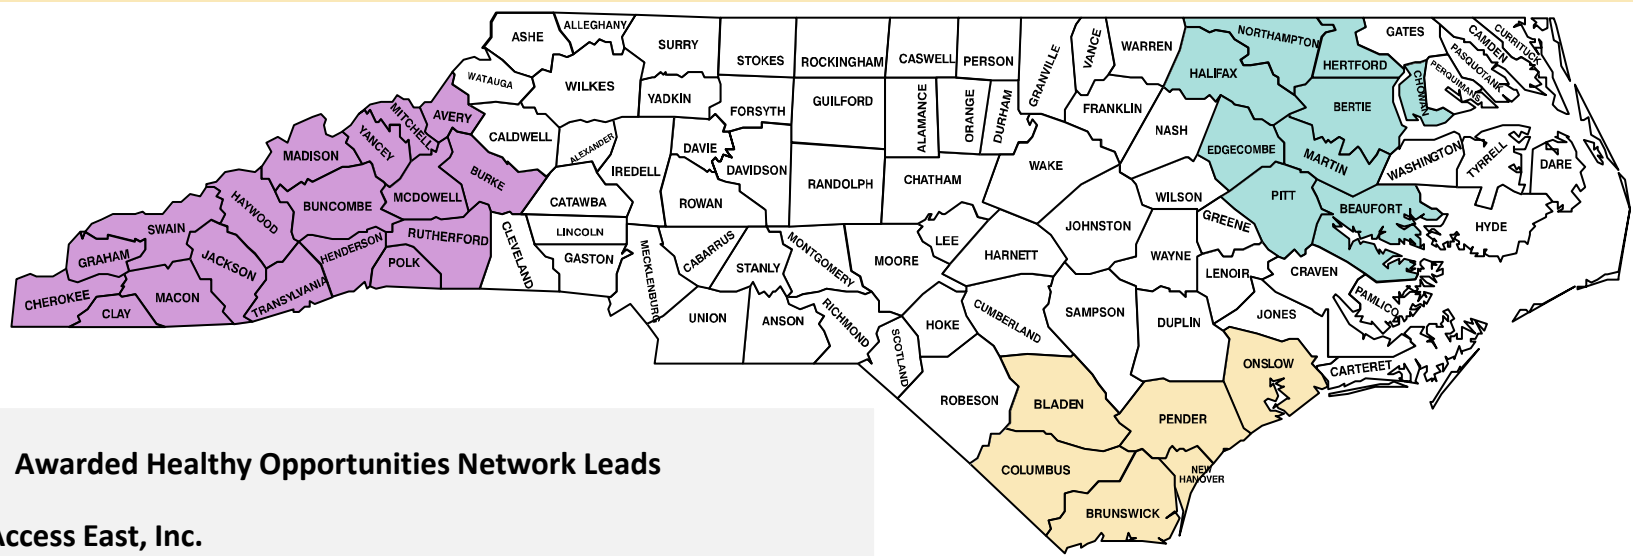 ALLEGHANY
ASHE
SURRY
STOKES
ROCKINGHAM
CASWELL
PERSON
GRANVILLE
VANCE
WARREN
NORTHAMPTON
GATES
CAMDEN
CURRITUCK
PASQUOTANK
PERQUIMANS
HERTFORD
HALIFAX
CHOWAN
BERTIE
WATAUGA
WILKES
YADKIN
FORSYTH
GUILFORD
ALAMANCE
ORANGE
DURHAM
FRANKLIN
NASH
EDGECOMBE
MARTIN
WASHINGTON
TYRRELL
DARE
AVERY
MITCHELL
YANCEY
MADISON
CALDWELL
ALEXANDER
IREDELL
DAVIE
DAVIDSON
RANDOLPH
CHATHAM
WAKE
WILSON
PITT
BEAUFORT
HYDE
BURKE
MCDOWELL
BUNCOMBE
HAYWOOD
CATAWBA
ROWAN
JOHNSTON
GREENE
SWAIN
GRAHAM
JACKSON
HENDERSON
RUTHERFORD
POLK
CLEVELAND
LINCOLN
GASTON
MECKLENBURG
CABARRUS
STANLY
MONTGOMERY
MOORE
LEE
HARNETT
WAYNE
LENOIR
CRAVEN
PAMLICO
CHEROKEE
CLAY
MACON
TRANSYLVANIA
UNION
ANSON
RICHMOND
SCOTLAND
HOKE
CUMBERLAND
SAMPSON
DUPLIN
JONES
CARTERET
ONSLOW
ROBESON
BLADEN
PENDER
COLUMBUS
NEW
HANOVER
BRUNSWICK
Awarded Healthy Opportunities Network Leads
Access East, Inc.